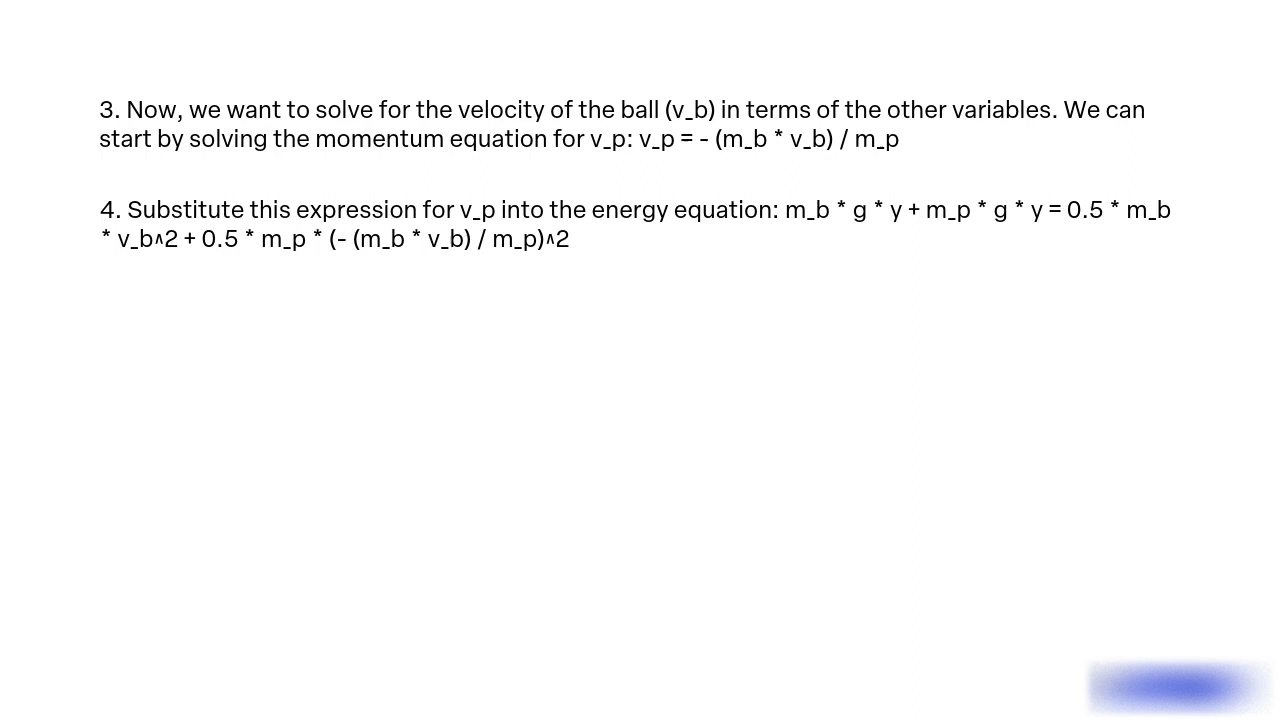 3. Now, we want to solve for the velocity of the ball (v_b) in terms of the other variables. We can
start by solving the momentum equation for v_p: v_p = - (m_b * v_b) / m_p
4. Substitute this expression for v_p into the energy equation: m_b * g * y + m_p * g * y = 0.5 * m_b
* v_b^2 + 0.5 * m_p * (- (m_b * v_b) / m_p)^2